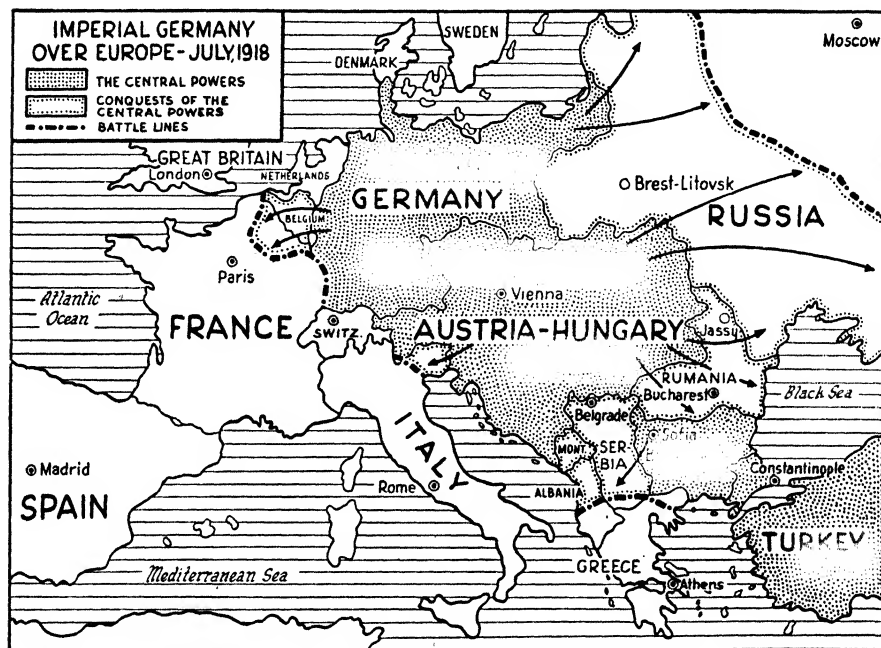 IMPERIAL GERMANY
OVER EUROPE-JULY, 1918
THE CENTRAL POWERS
CONQUESTS OF THE
CENTRAL POWERS
BATTLE LINES
SWEDEN
DENMARK
Moscow
GREAT BRITAIN
London
NETHERLANDS
GERMANY
Brest-Litovsk
BELGIUM
RUSSIA
Paris
Vienna
Atlantic
Ocean
FRANCE
SWITZ.
AUSTRIA-HUNGARY
Jassy
RUMANIA
Bucharest
Black Sea
Belgrade
ITALY
MONT.
SER-
BIA
Sofia
Madrid
SPAIN
Rome
ALBANIA
Constantinople
TURKEY
GREECE
Mediterranean Sea
Athens